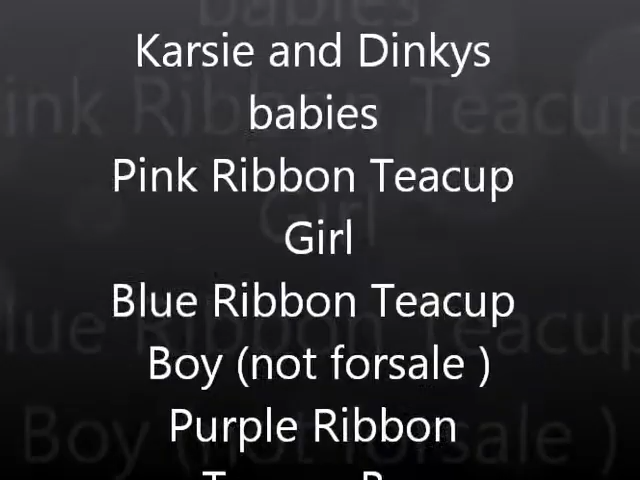 Karsie and Dinkys
babies
Pink Ribbon Teacup
Girl
Blue Ribbon Teacup
Boy (not forsale )
Purple Ribbon